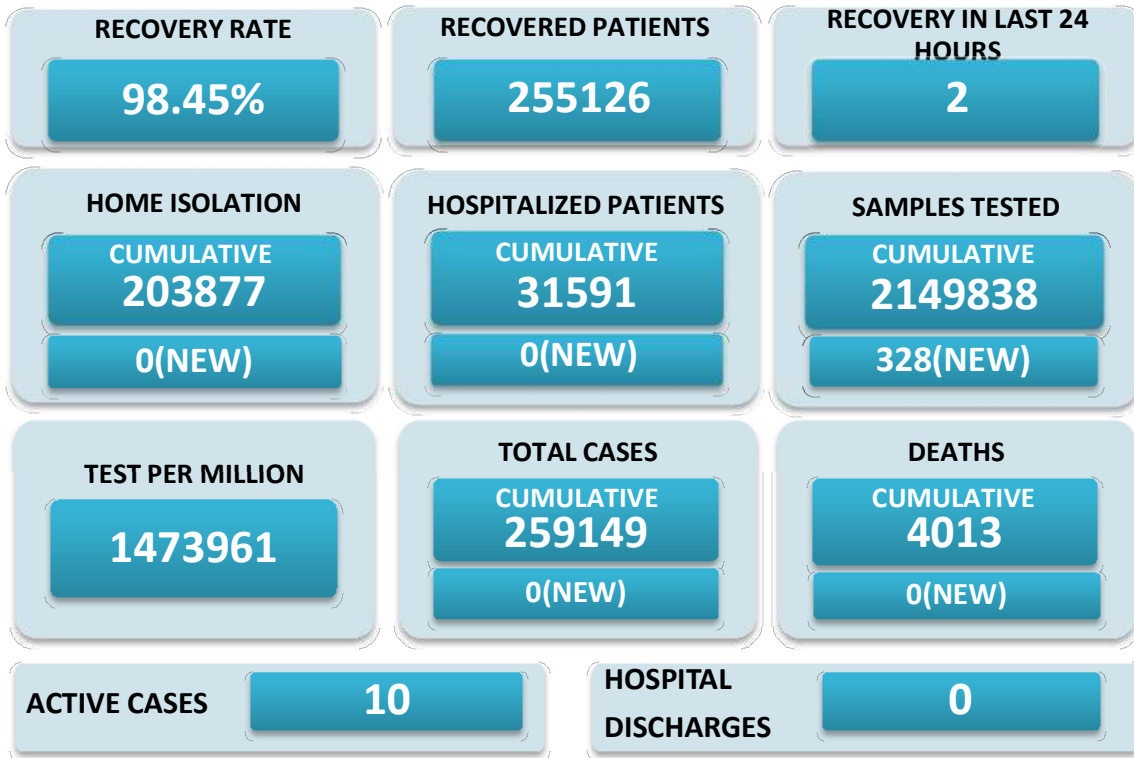 RECOVERY RATE
98.45%
RECOVERED PATIENTS
255126
RECOVERY IN LAST 24
HOURS
2
HOME ISOLATION
CUMULATIVE
203877
0(NEW)
HOSPITALIZED PATIENTS
CUMULATIVE
31591
0(NEW)
SAMPLES TESTED
CUMULATIVE
2149838
328(NEW)
TEST PER MILLION
1473961
TOTAL CASES
CUMULATIVE
259149
0(NEW)
DEATHS
CUMULATIVE
4013
0(NEW)
ACTIVE CASES
10
HOSPITAL
DISCHARGES
0